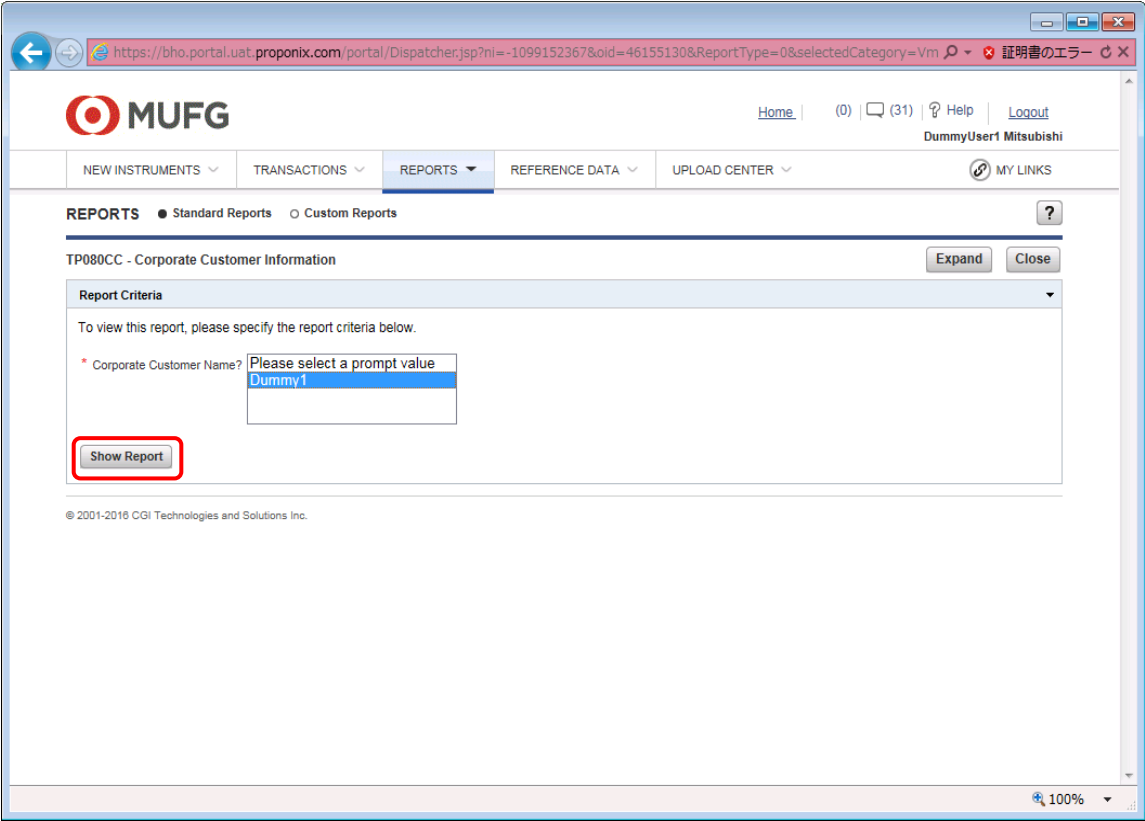 https://bho.portal.uat.proponix.com/portal/Dispatcher.jsp?ni=-1099152367&oid=46155130&ReportType=0&selectedCategory=Vm 証明書のエラー
MUFG
Home (0) (31) Help Logout
DummyUser1 Mitsubishi
NEW INSTRUMENTS TRANSACTIONS REPORTS REFERENCE DATA UPLOAD CENTER MY LINKS
REPORTS Standard Reports Custom Reports ?
TP080CC - Corporate Customer Information Expand Close
Report Criteria
To view this report, please specify the report criteria below.
* Corporate Customer Name? Please select a prompt value
Dummy1
Show Report
© 2001-2016 CGI Technologies and Solutions Inc.
100%